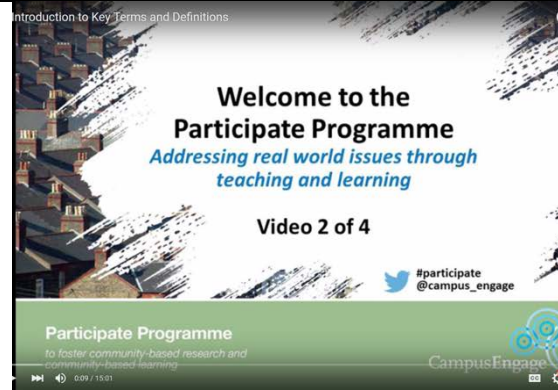 Introduction to Key Terms and Definitions
Welcome to the
Participate Programme
Addressing real world issues through
teaching and learning
Video 2 of 4
#participate
@campus_engage
Participate Programme
to foster community-based research and
community-based learning
CampusEngage
0:09 / 15:01
CC